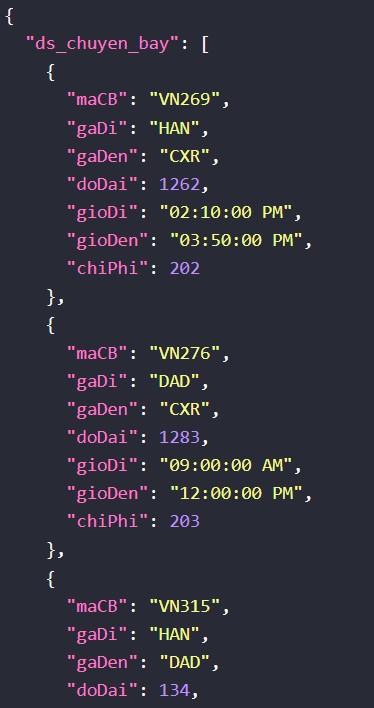 {
  "ds_chuyen_bay": [
    {
      "maCB": "VN269",
      "gaDi": "HAN",
      "gaDen": "CXR",
      "doDai": 1262,
      "gioDi": "02:10:00 PM",
      "gioDen": "03:50:00 PM",
      "chiPhi": 202
    },
    {
      "maCB": "VN276",
      "gaDi": "DAD",
      "gaDen": "CXR",
      "doDai": 1283,
      "gioDi": "09:00:00 AM",
      "gioDen": "12:00:00 PM",
      "chiPhi": 203
    },
    {
      "maCB": "VN315",
      "gaDi": "HAN",
      "gaDen": "DAD",
      "doDai": 134,